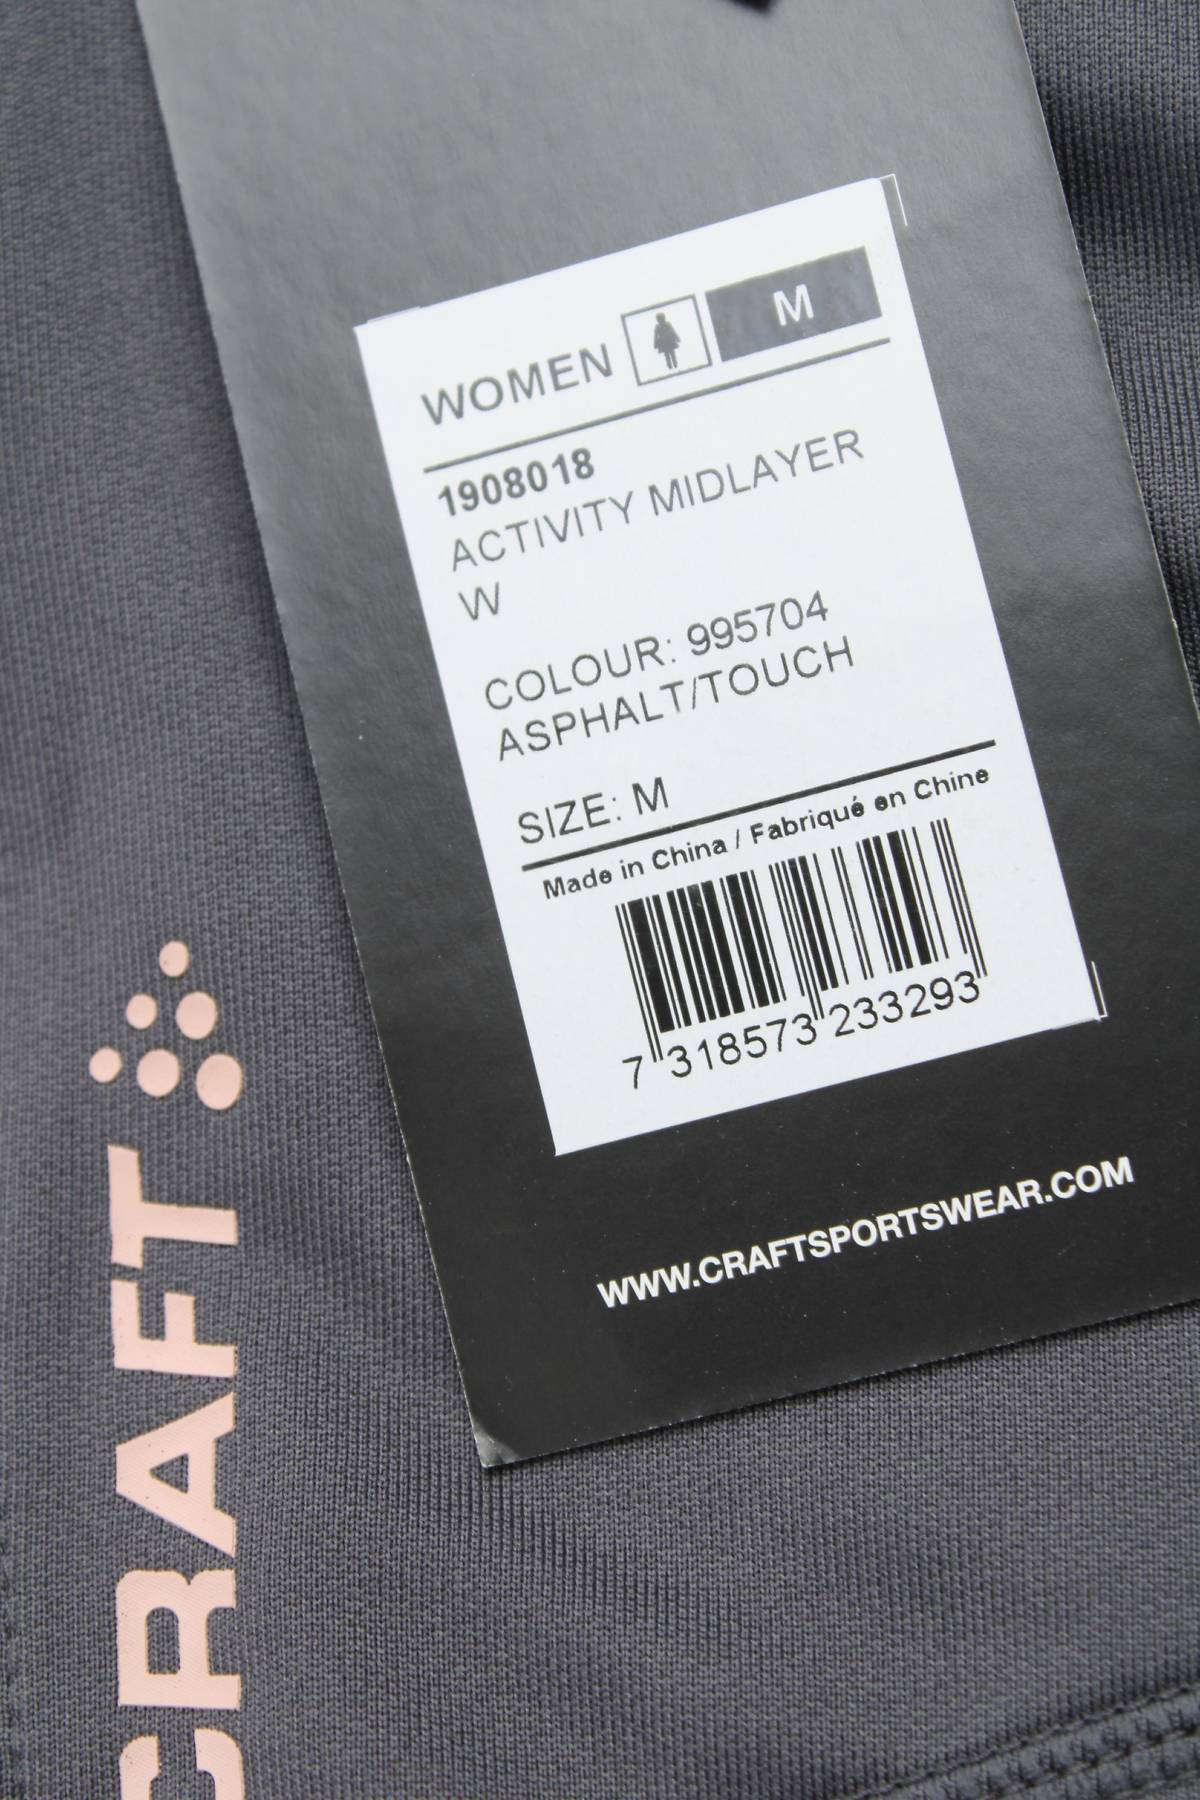 WOMEN M
1908018
ACTIVITY MIDLAYER
W
COLOUR: 995704
ASPHALT/TOUCH
SIZE: M
Made in China / Fabriqué en Chine
7 318573 233293
WWW.CRAFTSPORTSWEAR.COM
CRAFT